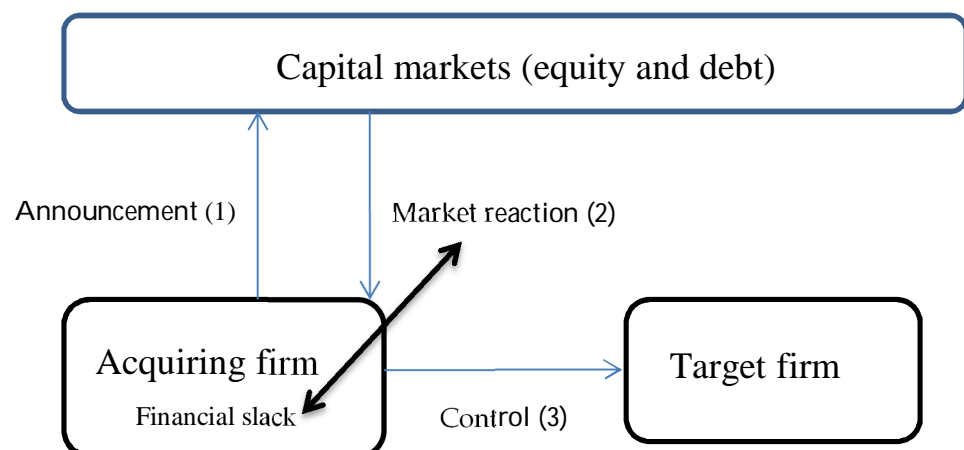 Capital markets (equity and debt)
Announcement (1)
Market reaction (2)
Acquiring firm
Financial slack
Target firm
Control (3)